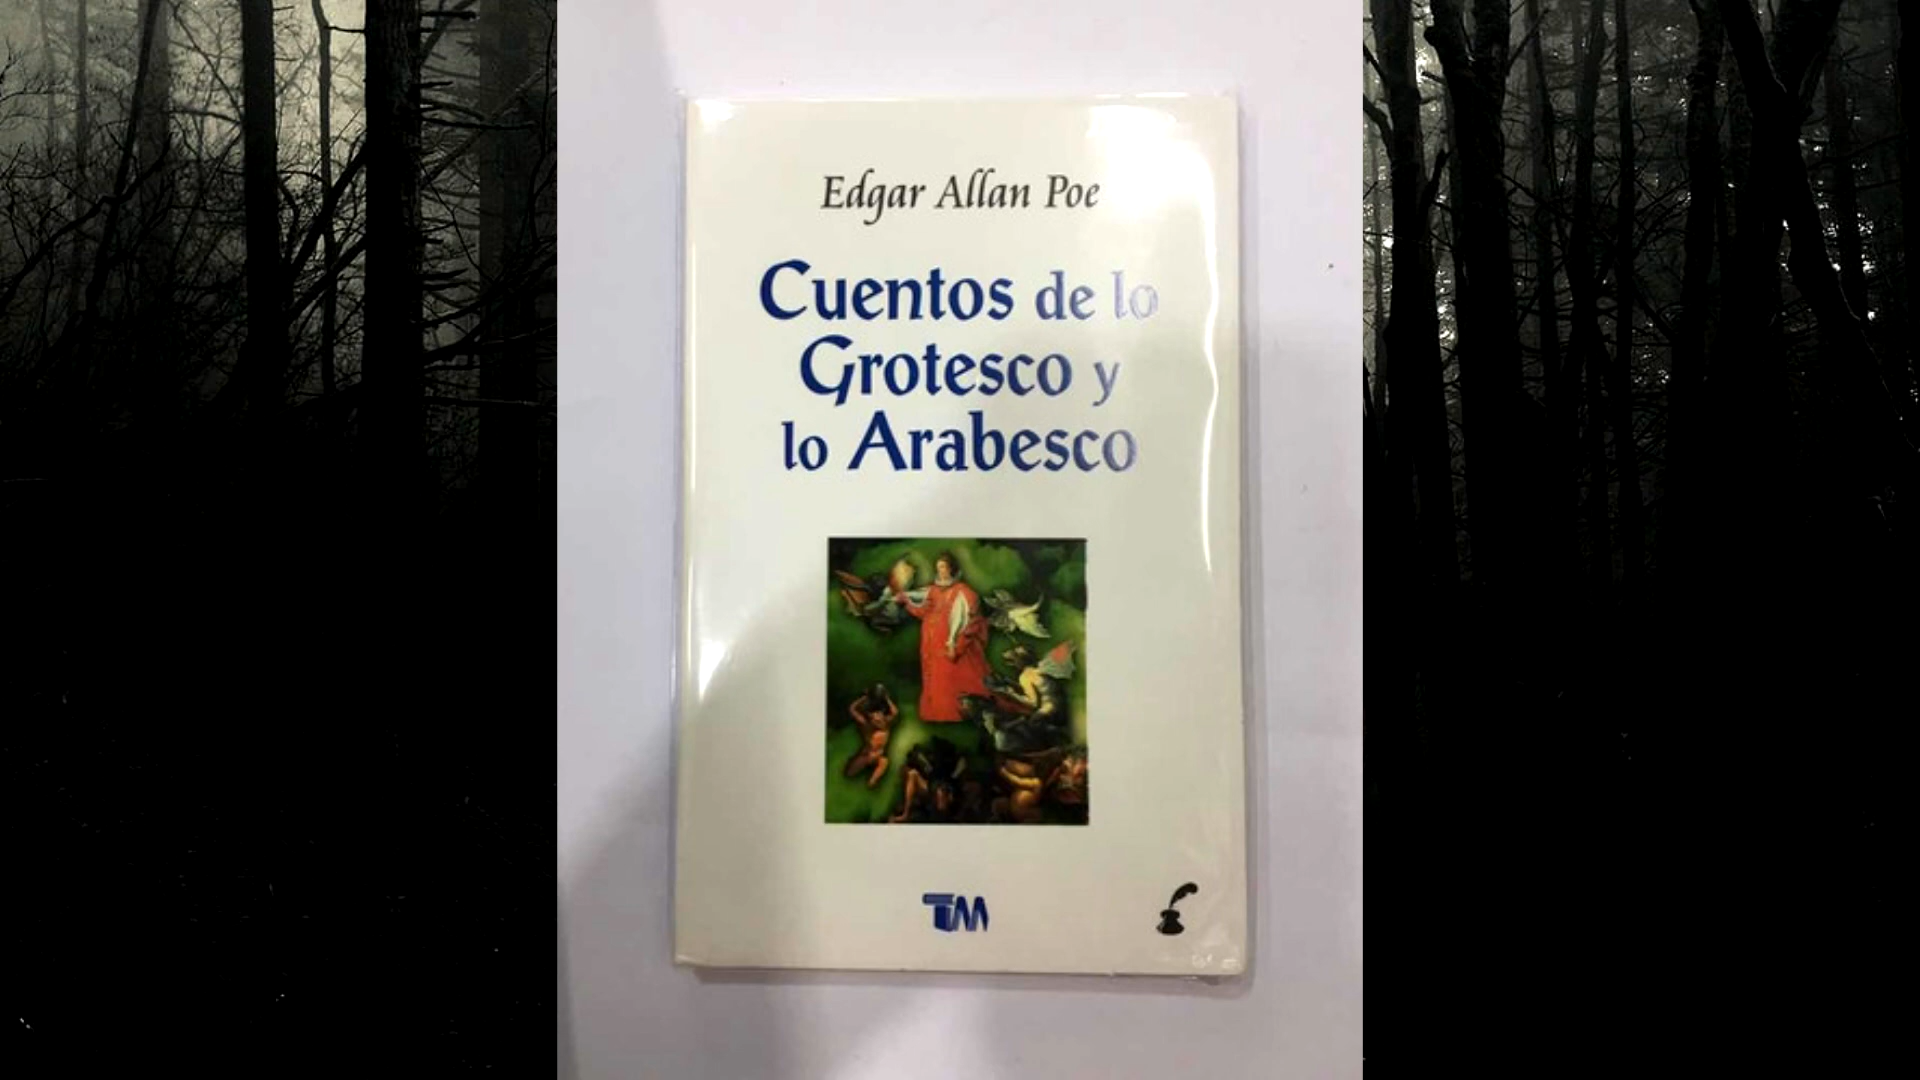 Edgar Allan Poe
Cuentos de lo
Grotesco y
lo Arabesco
TM